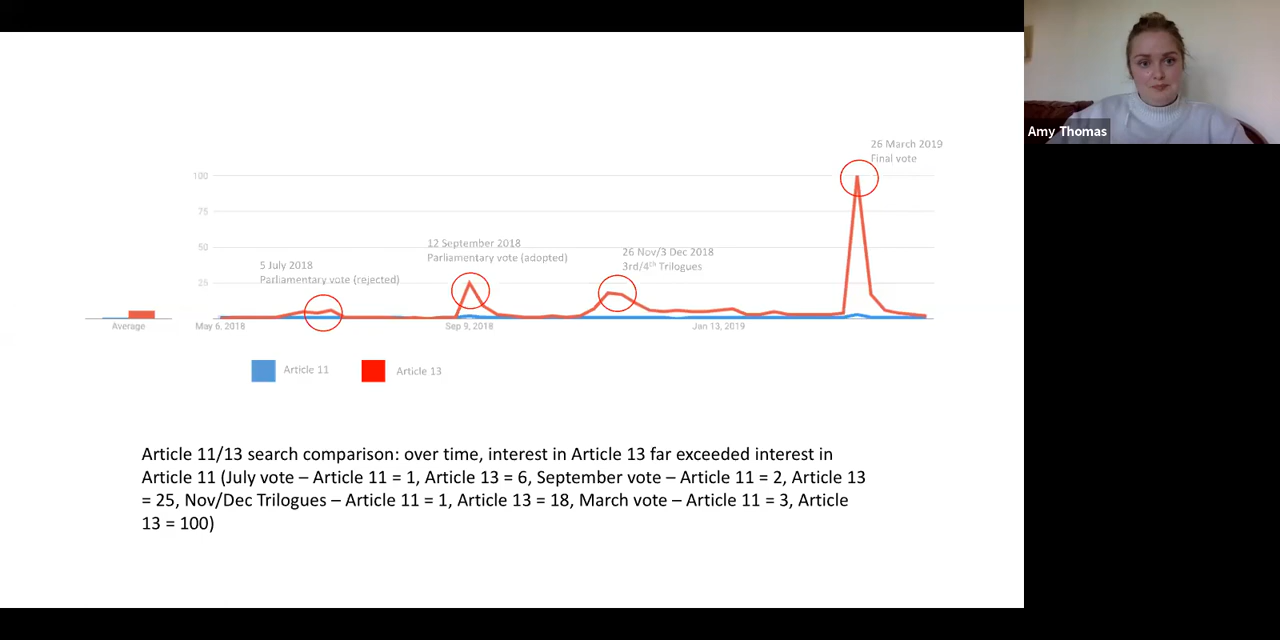 Amy Thomas
26 March 2019
Final vote
100
75
12 September 2018
Parliamentary vote (adopted)
50
26 Nov/3 Dec 2018
3rd/4th Trilogues
5 July 2018
Parliamentary vote (rejected)
25
Average
May 6, 2018
Sep 9, 2018
Jan 13, 2019
Article 11
Article 13
Article 11/13 search comparison: over time, interest in Article 13 far exceeded interest in
Article 11 (July vote – Article 11 = 1, Article 13 = 6, September vote – Article 11 = 2, Article 13
= 25, Nov/Dec Trilogues – Article 11 = 1, Article 13 = 18, March vote – Article 11 = 3, Article
13 = 100)